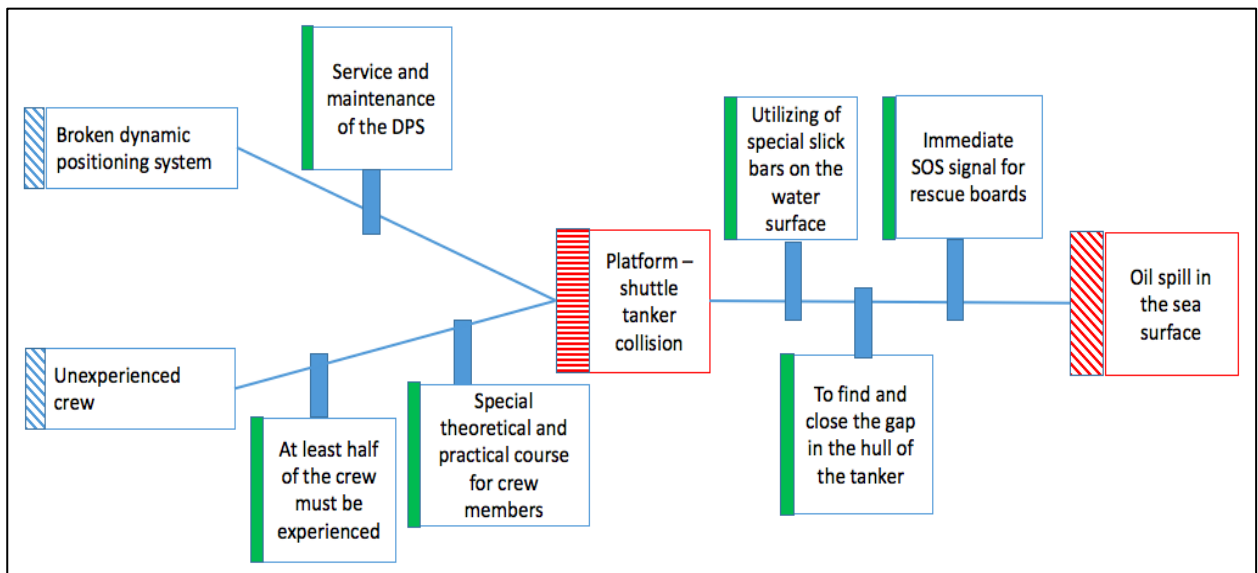 Broken dynamic
positioning system
Service and
maintenance
of the DPS
Unexperienced
crew
At least half
of the crew
must be
experienced
Special
theoretical and
practical course
for crew
members
Platform –
shuttle
tanker
collision
Utilizing of
special slick
bars on the
water
surface
To find and
close the gap
in the hull of
the tanker
Immediate
SOS signal for
rescue boards
Oil spill in
the sea
surface